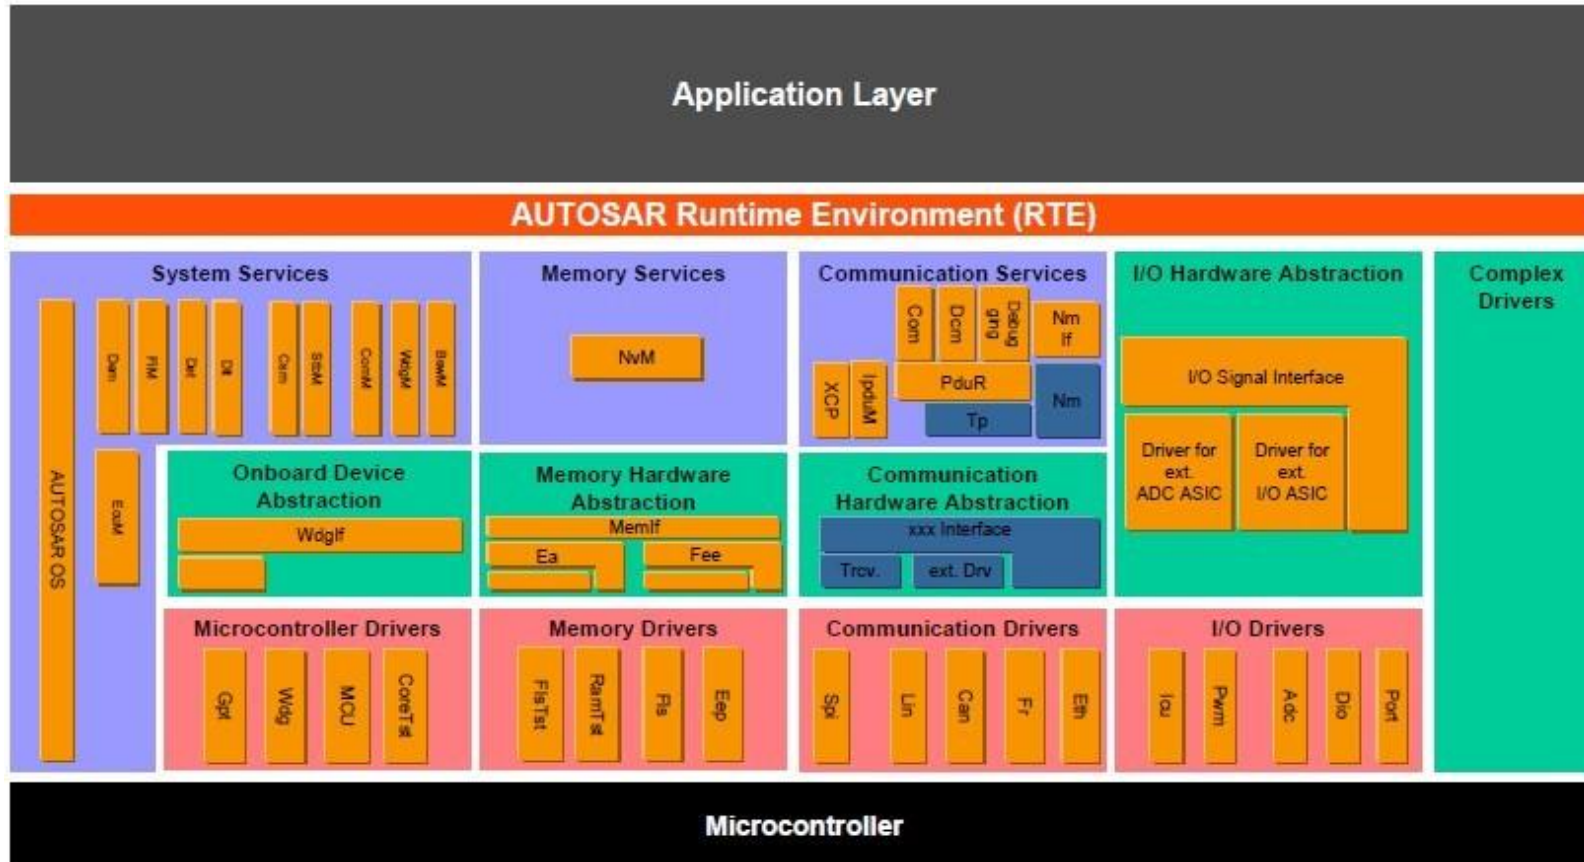 Application Layer
AUTOSAR Runtime Environment (RTE)
System Services
AUTOSAR OS
Dem
FIM
Det
Dlt
Csm
StbM
ComM
WdgM
BswM
EcuM
Memory Services
NvM
Communication Services
XCP
IpduM
Com
Dcm
Debug
ging
Nm
If
PduR
Tp
Nm
I/O Hardware Abstraction
I/O Signal Interface
Driver for
ext.
ADC ASIC
Driver for
ext.
I/O ASIC
Complex
Drivers
Onboard Device
Abstraction
WdgIf
Memory Hardware
Abstraction
MemIf
Ea
Fee
Communication
Hardware Abstraction
xxx Interface
Trcv.
ext. Drv
Microcontroller Drivers
Gpt
Wdg
MCU
CoreTst
Memory Drivers
FlsTst
RamTst
Fls
Eep
Communication Drivers
Spi
Lin
Can
Fr
Eth
I/O Drivers
Icu
Pwm
Adc
Dio
Port
Microcontroller